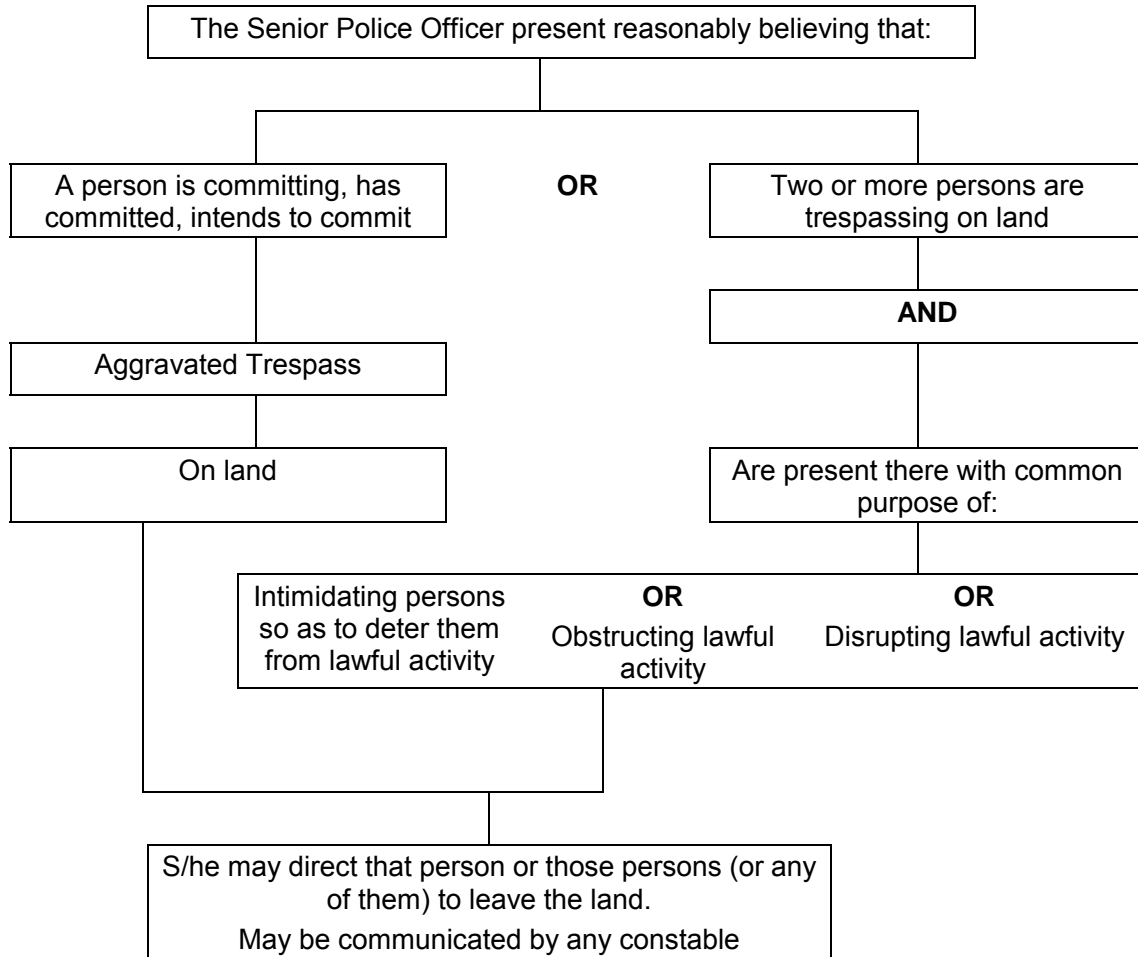 The Senior Police Officer present reasonably believing that:
A person is committing, has
committed, intends to commit
OR
Two or more persons are
trespassing on land
AND
Aggravated Trespass
On land
Are present there with common
purpose of:
Intimidating persons
so as to deter them
from lawful activity
OR
Obstructing lawful
activity
OR
Disrupting lawful activity
S/he may direct that person or those persons (or any
of them) to leave the land.
May be communicated by any constable